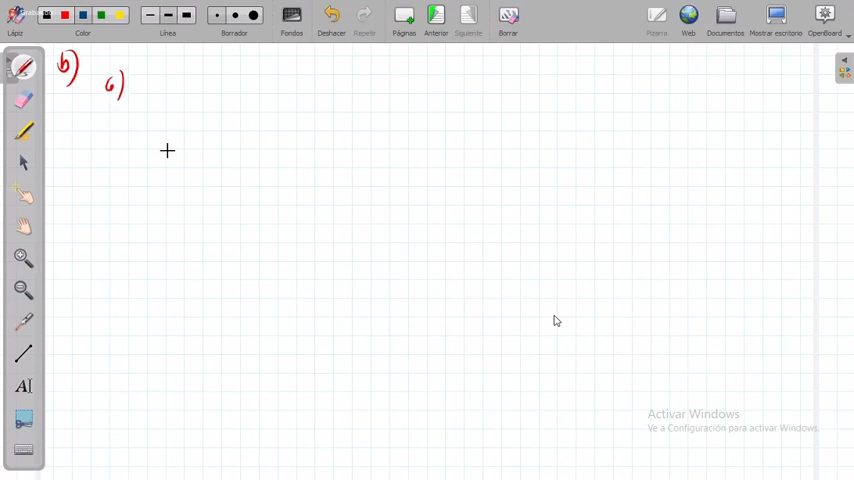 Lápiz Color Línea Borrador Fondos Deshacer Repetir Páginas Anterior Siguiente Borrar Pizarra Web Documentos Mostrar escritorio OpenBoard
b)
a)
AI
Activar Windows
Ve a Configuración para activar Windows.